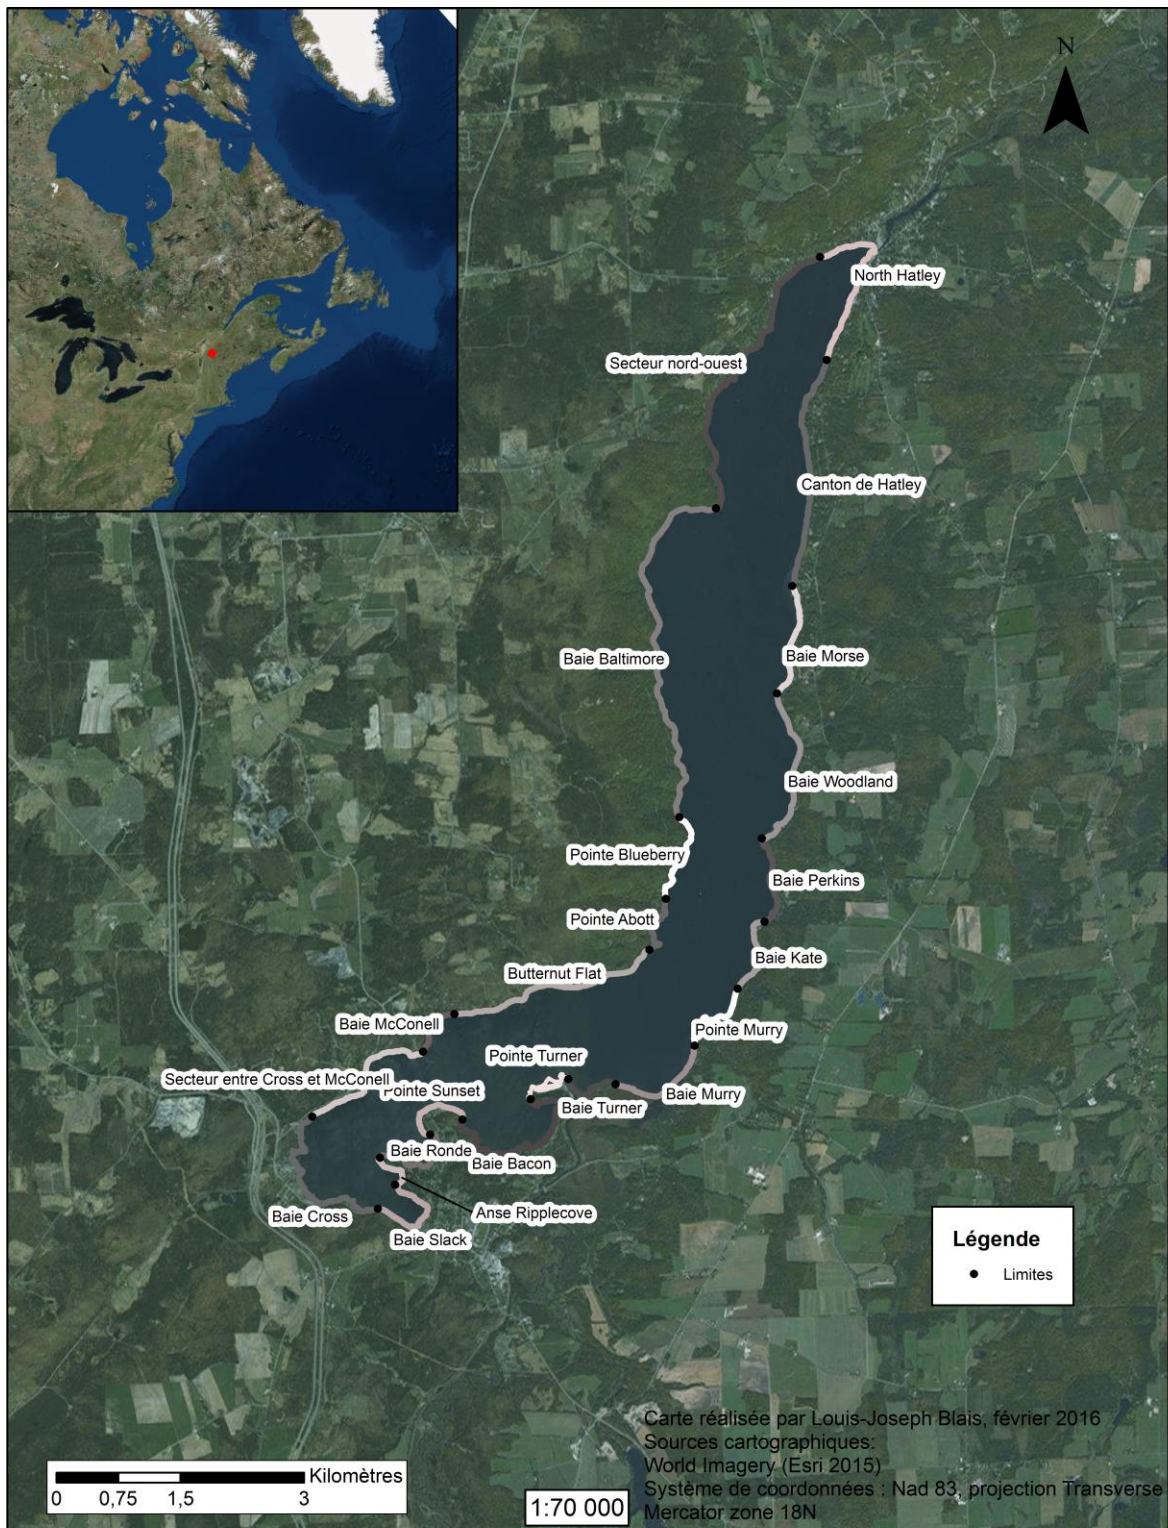 N
North Hatley
Secteur nord-ouest
Canton de Hatley
Baie Baltimore
Baie Morse
Baie Woodland
Pointe Blueberry
Baie Perkins
Pointe Abott
Baie Kate
Butternut Flat
Baie McConell
Pointe Murry
Pointe Turner
Secteur entre Cross et McConell
Pointe Sunset
Baie Murry
Baie Turner
Baie Ronde
Baie Bacon
Anse Ripplecove
Baie Cross
Baie Slack
Légende
Limites
Carte réalisée par Louis-Joseph Blais, février 2016
Sources cartographiques:
World Imagery (Esri 2015)
Système de coordonnées : Nad 83, projection Transverse
Mercator zone 18N
Kilomètres
0 0,75 1,5 3
1:70 000